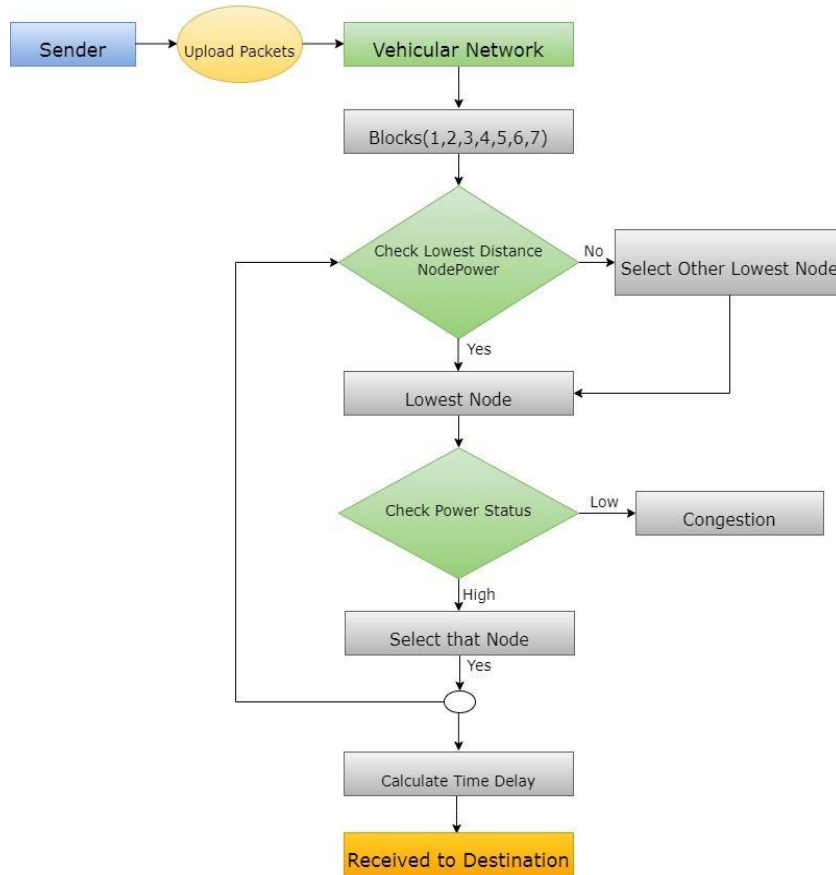 Sender
Upload Packets
Vehicular Network
Blocks(1,2,3,4,5,6,7)
Check Lowest Distance
NodePower
No
Select Other Lowest Node
Yes
Lowest Node
Check Power Status
Low
Congestion
High
Select that Node
Yes
Calculate Time Delay
Received to Destination